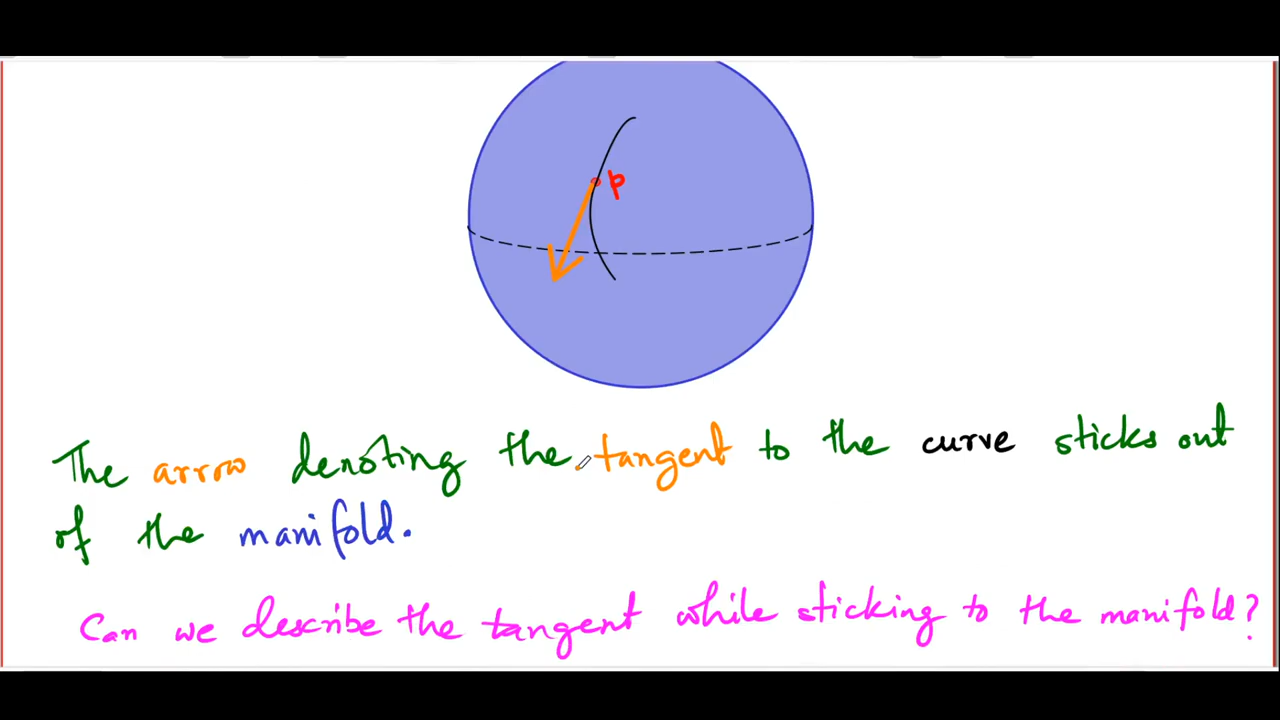 p
The arrow denoting the tangent to the curve sticks out
of the manifold.
Can we describe the tangent while sticking to the manifold?